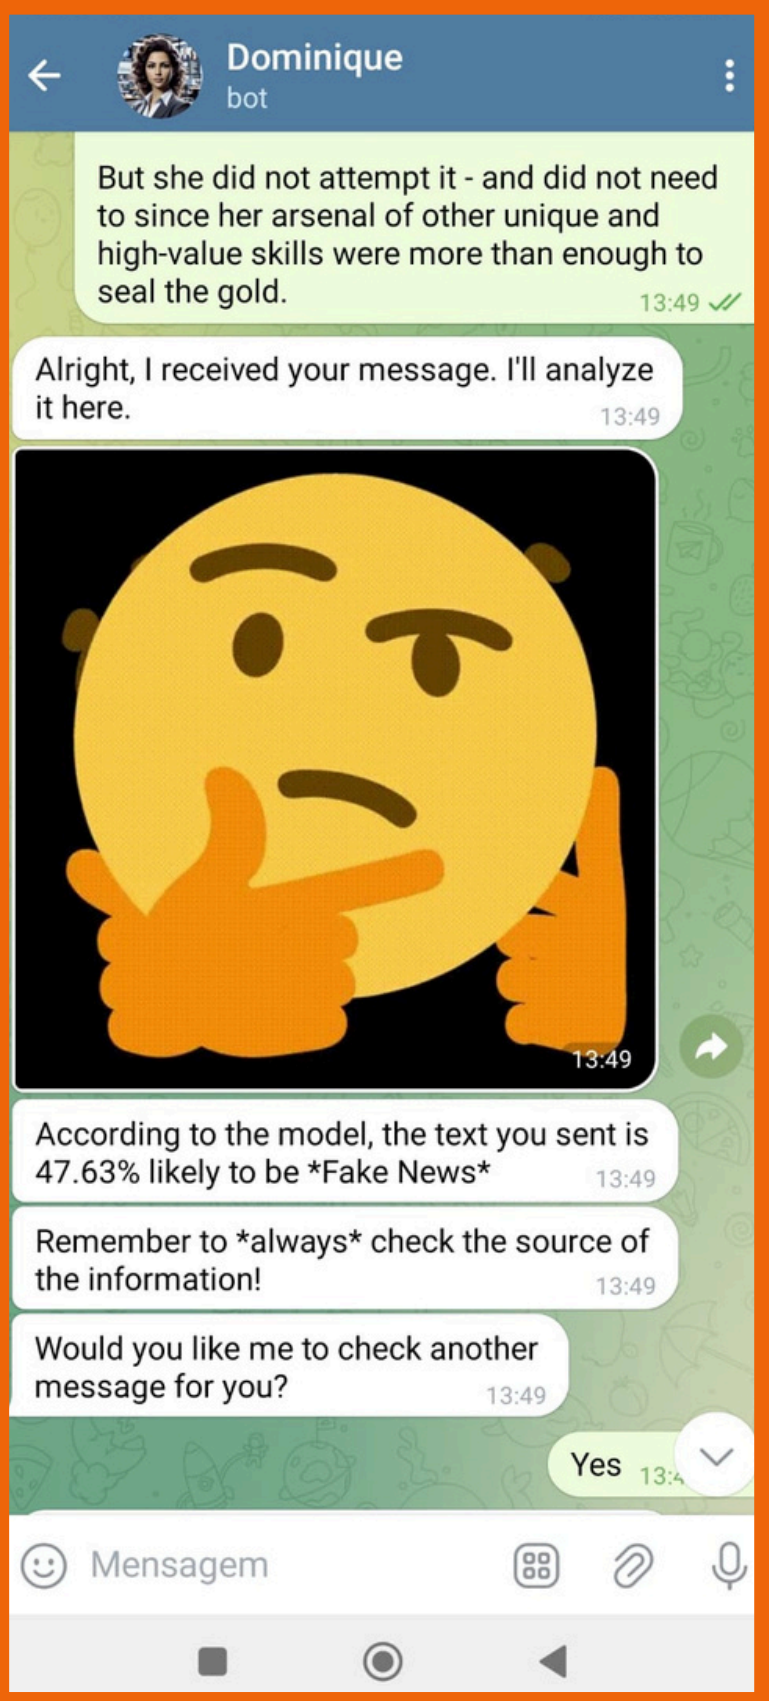 Dominique
bot
But she did not attempt it - and did not need
to since her arsenal of other unique and
high-value skills were more than enough to
seal the gold.
13:49
Alright, I received your message. I'll analyze
it here.
13:49
13:49
According to the model, the text you sent is
47.63% likely to be *Fake News*
13:49
Remember to *always* check the source of
the information!
13:49
Would you like me to check another
message for you?
13:49
Yes
Mensagem